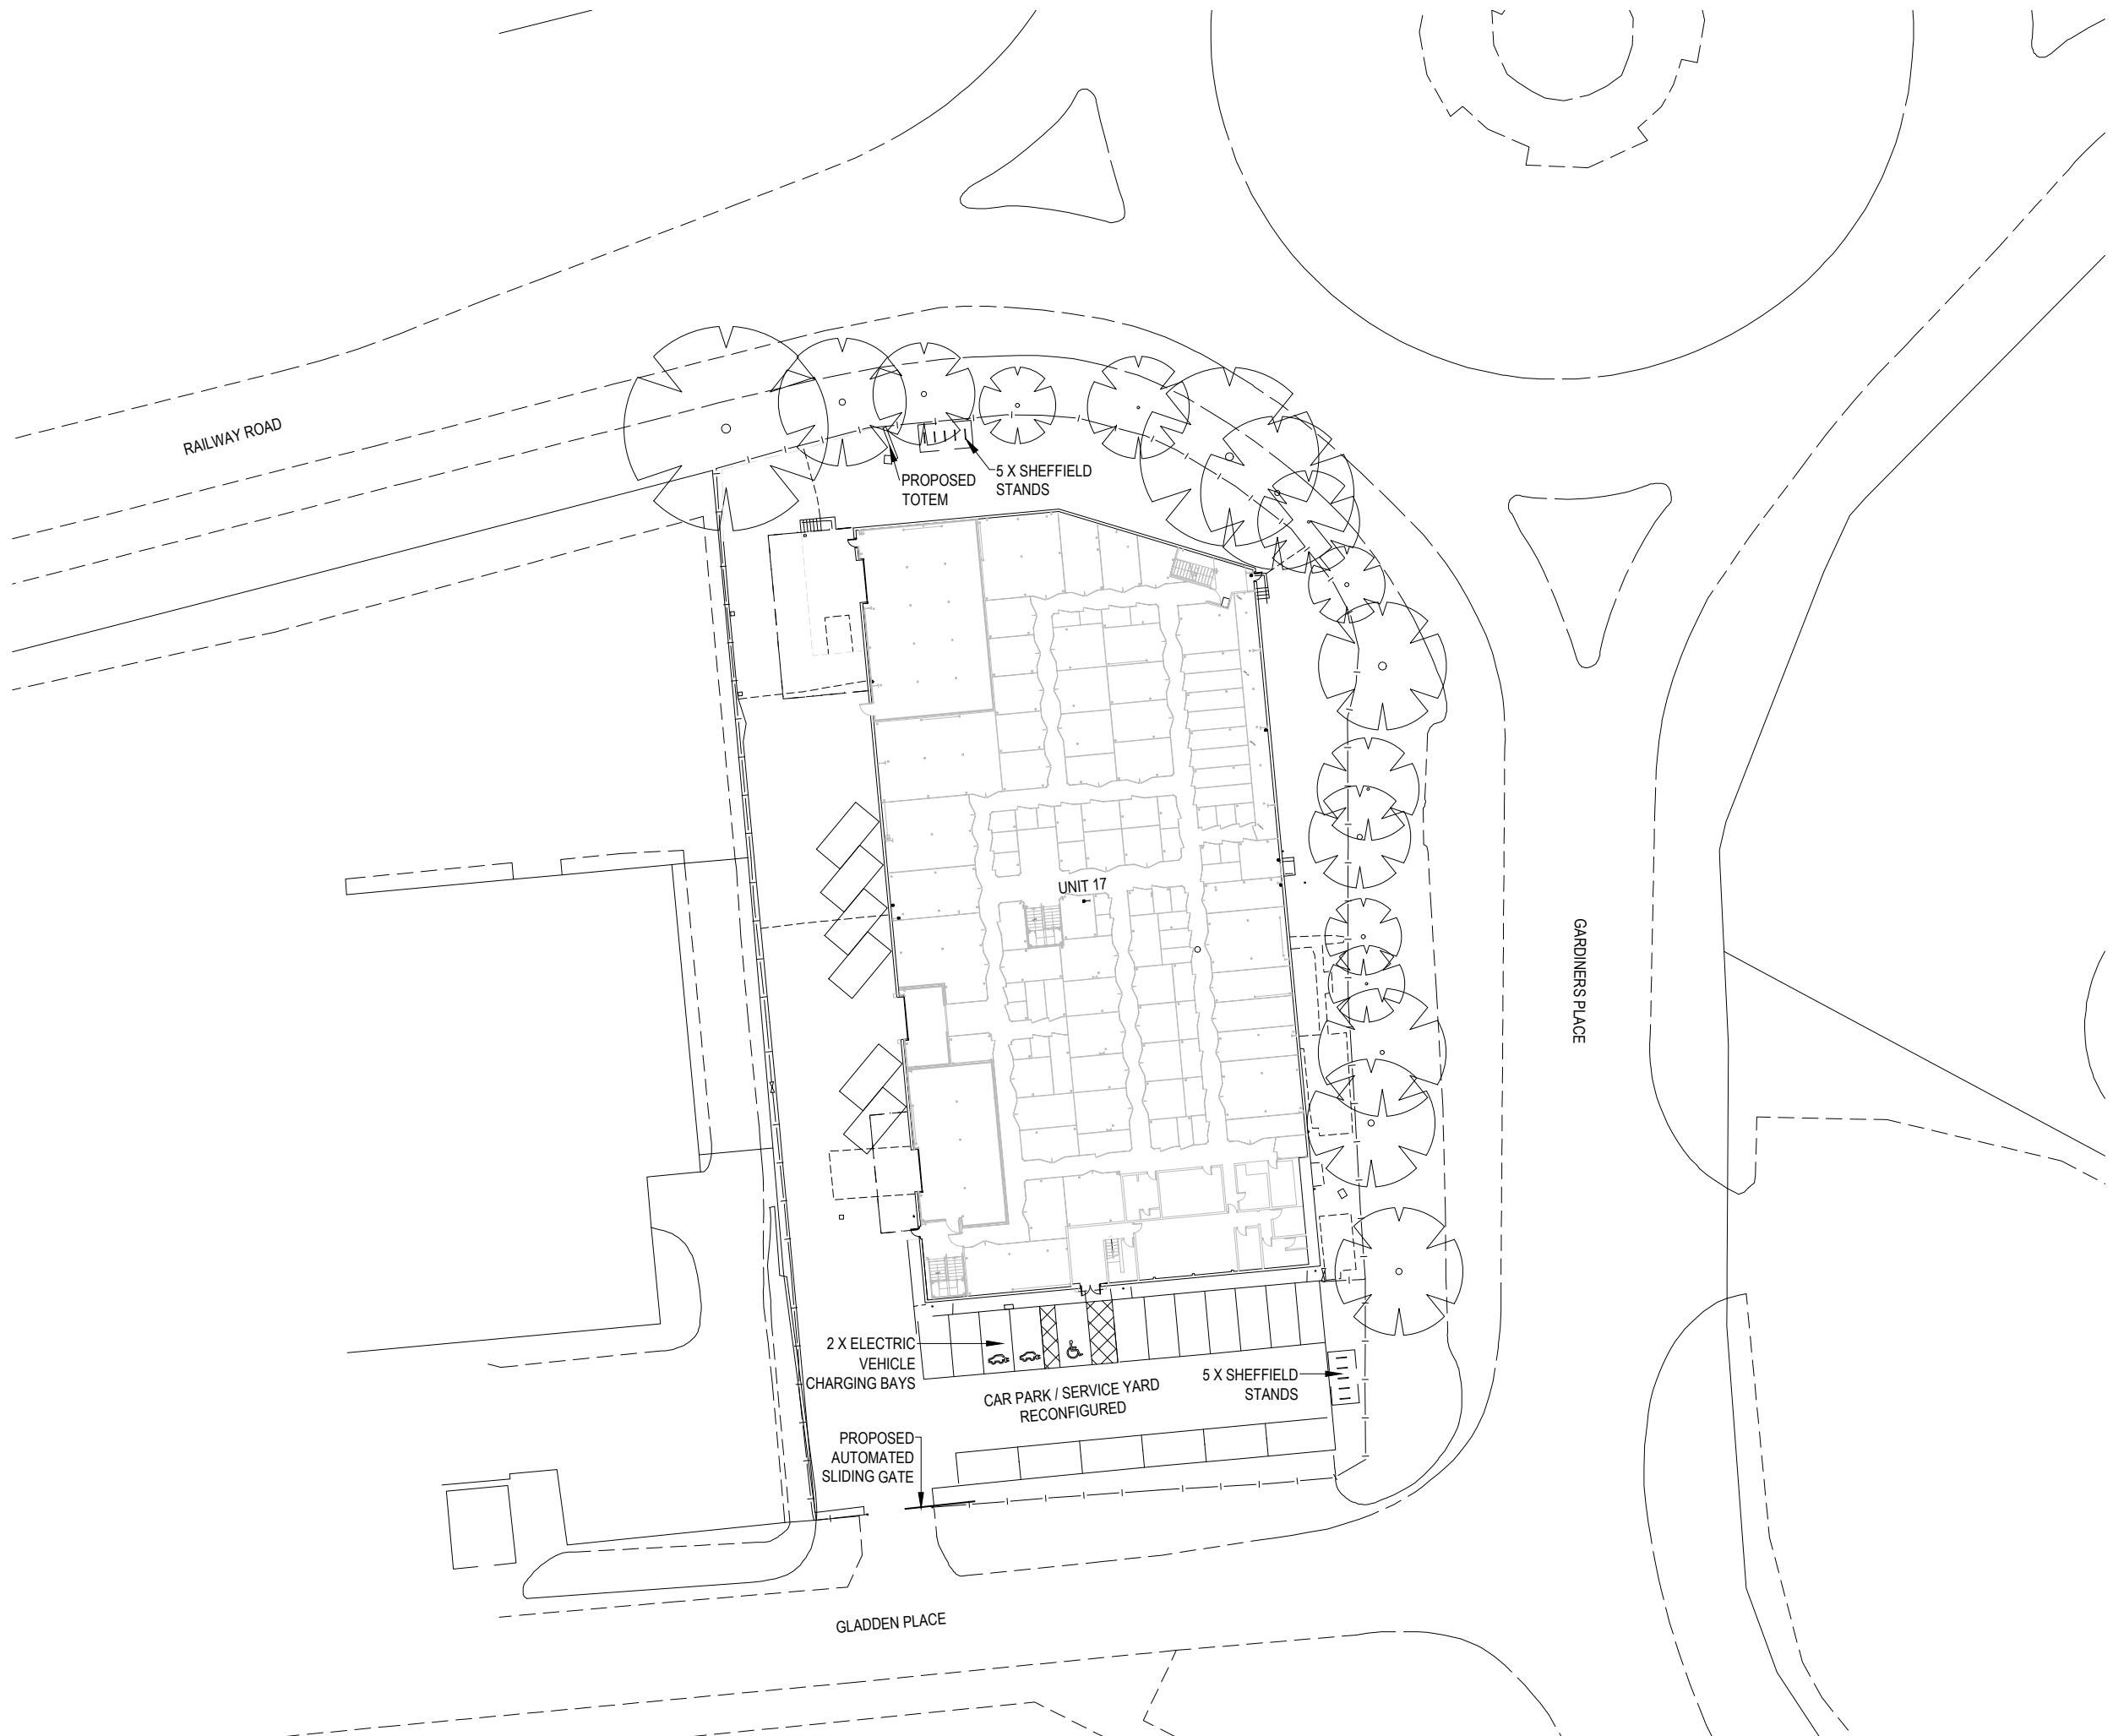 RAILWAY ROAD
PROPOSED
TOTEM
5 X SHEFFIELD
STANDS
UNIT 17
GARDINERS PLACE
2 X ELECTRIC
VEHICLE
CHARGING BAYS
CAR PARK / SERVICE YARD
RECONFIGURED
5 X SHEFFIELD
STANDS
PROPOSED
AUTOMATED
SLIDING GATE
GLADDEN PLACE